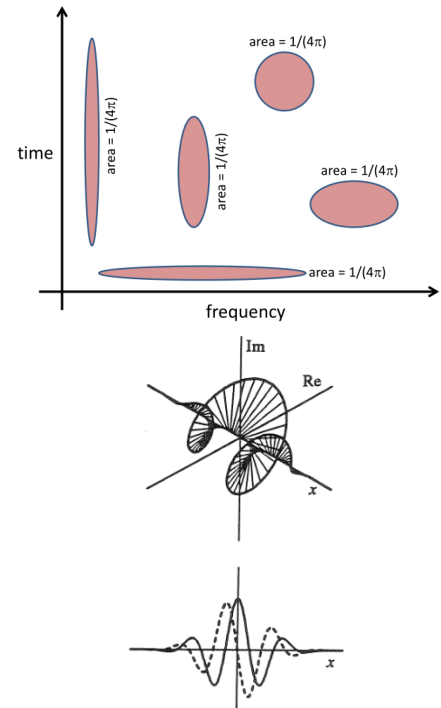 area = 1/(4π)
area = 1/(4π)
area = 1/(4π)
area = 1/(4π)
time
area = 1/(4π)
frequency
Im
Re
x
x